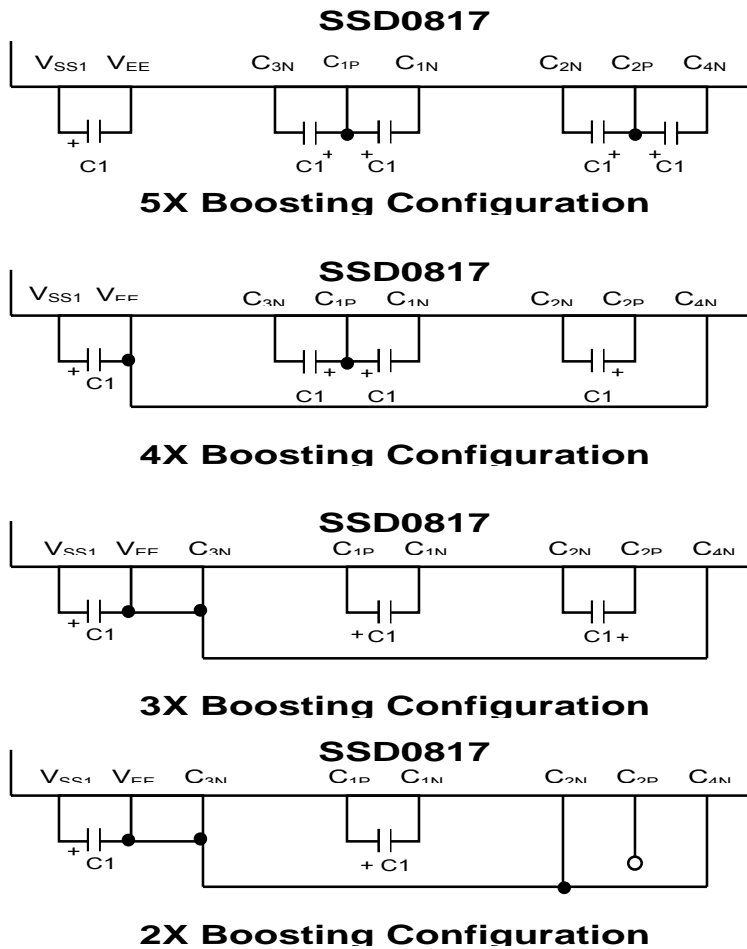 SSD0817
VSS1 VEE C3N C1P C1N C2N C2P C4N
+ + + + +
C1 C1 C1 C1 C1
5X Boosting Configuration
SSD0817
VSS1 VEE C3N C1P C1N C2N C2P C4N
+ C1 + + +
C1 C1 C1
4X Boosting Configuration
SSD0817
VSS1 VEE C3N C1P C1N C2N C2P C4N
+ C1 + C1 C1 +
3X Boosting Configuration
SSD0817
VSS1 VEE C3N C1P C1N C2N C2P C4N
+ C1 + C1
2X Boosting Configuration